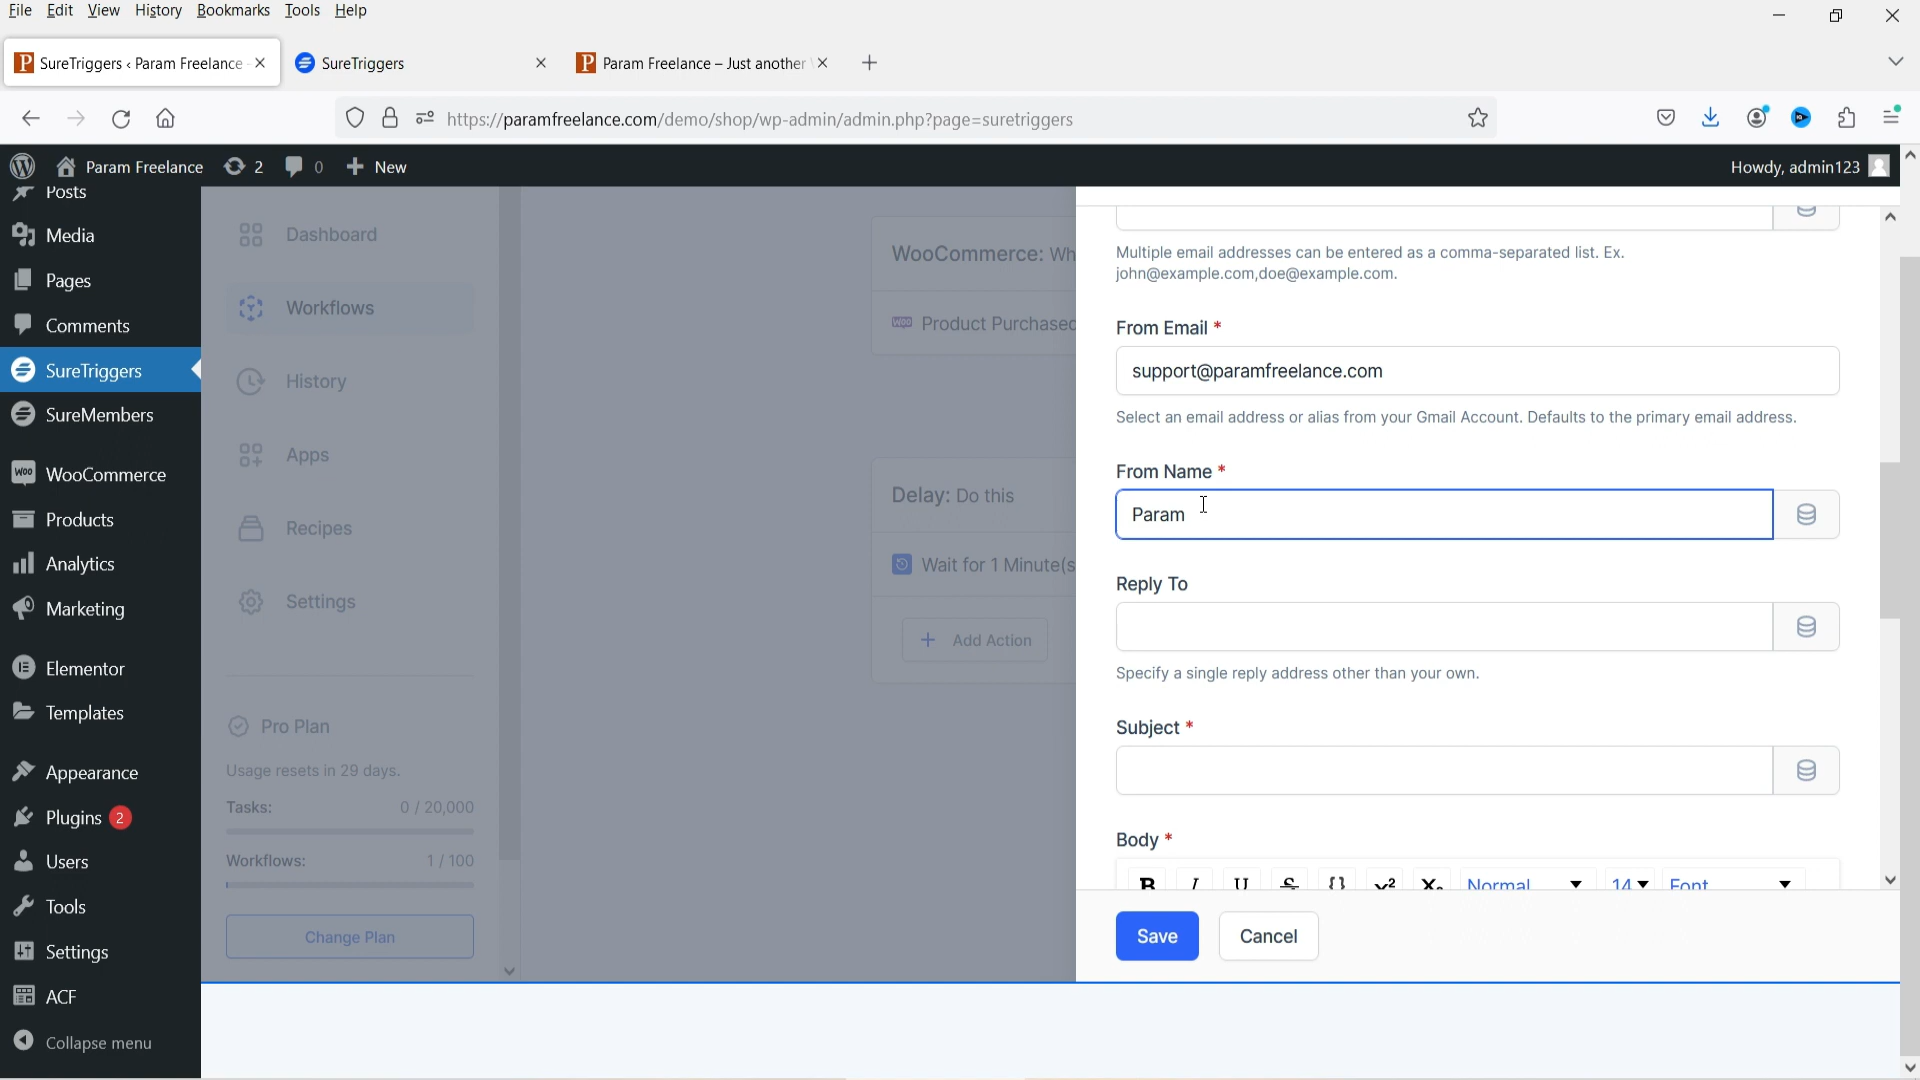 File Edit View History Bookmarks Tools Help
SureTriggers ‹ Param Freelance
SureTriggers
Param Freelance – Just another
https://paramfreelance.com/demo/shop/wp-admin/admin.php?page=suretriggers
Param Freelance 2 0 New
Howdy, admin123
Posts
Media
Pages
Comments
SureTriggers
SureMembers
WooCommerce
Products
Analytics
Marketing
Elementor
Templates
Appearance
Plugins 2
Users
Tools
Settings
ACF
Collapse menu
Dashboard
Workflows
History
Apps
Recipes
Settings
Pro Plan
Usage resets in 29 days.
Tasks: 0 / 20,000
Workflows: 1 / 100
Change Plan
WooCommerce: Wh
Product Purchased
Delay: Do this
Wait for 1 Minute(s
+ Add Action
Multiple email addresses can be entered as a comma-separated list. Ex.
john@example.com,doe@example.com.
From Email *
support@paramfreelance.com
Select an email address or alias from your Gmail Account. Defaults to the primary email address.
From Name *
Param
Reply To
Specify a single reply address other than your own.
Subject *
Body *
B I U S {} x² X₂ Normal 14 Font
Save Cancel